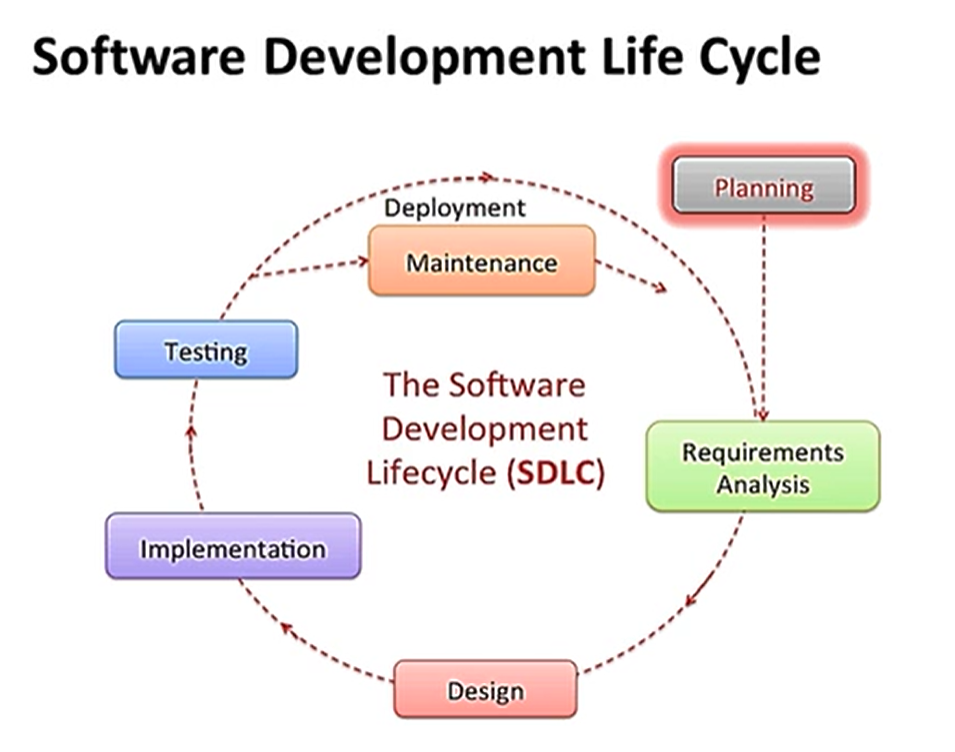 Software Development Life Cycle
Planning
Deployment
Maintenance
Testing
The Software
Development
Lifecycle (SDLC)
Requirements
Analysis
Implementation
Design